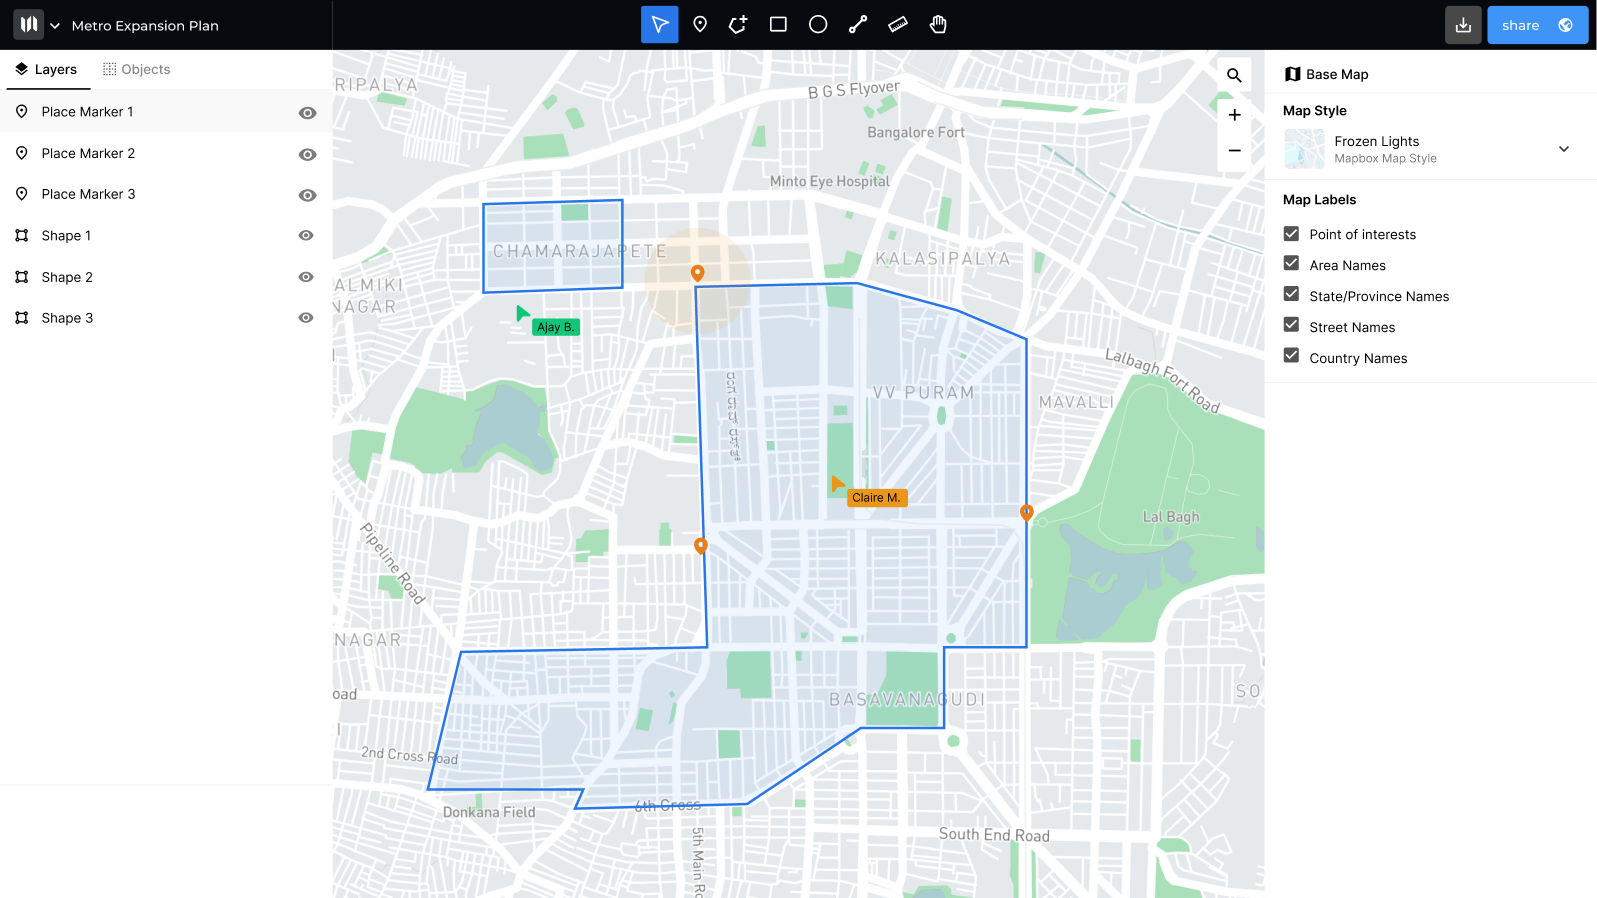 Metro Expansion Plan
share
Layers
Objects
Place Marker 1
Place Marker 2
Place Marker 3
Shape 1
Shape 2
Shape 3
RIPALYA
B G S Flyover
Bangalore Fort
Minto Eye Hospital
CHAMARAJAPETE
KALASIPALYA
ALMIKI
NAGAR
Ajay B.
Lalbagh Fort Road
VV PURAM
MAVALLI
Claire M.
Lal Bagh
Pipeline Road
NAGAR
oad
BASAVANAGUDI
SO
2nd Cross Road
Donkana Field
6th Cross
5th Main Ro
South End Road
Base Map
Map Style
Frozen Lights
Mapbox Map Style
Map Labels
Point of interests
Area Names
State/Province Names
Street Names
Country Names